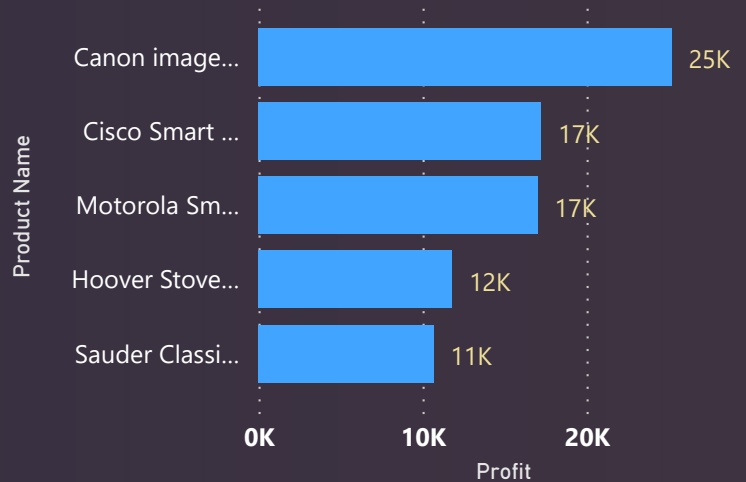 Product Name
Canon image...
25K
Cisco Smart ...
17K
Motorola Sm...
17K
Hoover Stove...
12K
Sauder Classi...
11K
0K 10K 20K
Profit